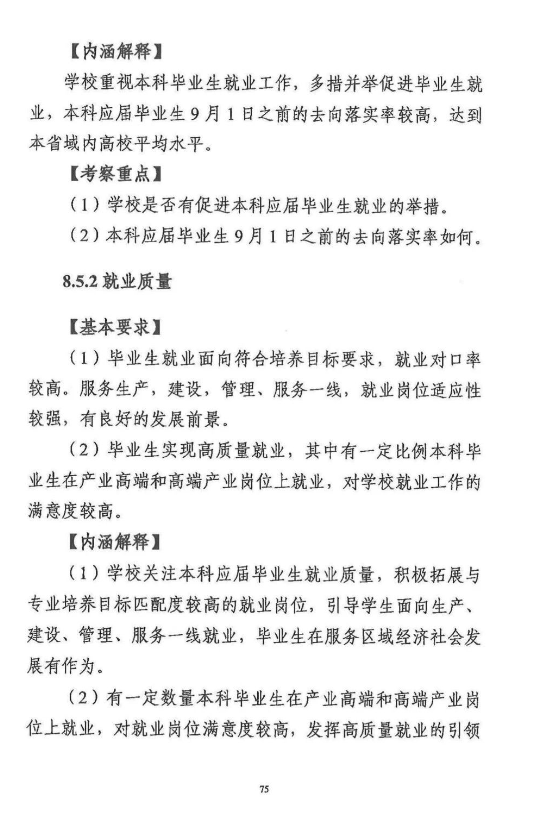 【内涵解释】
学校重视本科毕业生就业工作，多措并举促进毕业生就
业，本科应届毕业生9月1日之前的去向落实率较高，达到
本省域内高校平均水平。
【考察重点】
（1）学校是否有促进本科应届毕业生就业的举措。
（2）本科应届毕业生9月1日之前的去向落实率如何。
8.5.2 就业质量
【基本要求】
（1）毕业生就业面向符合培养目标要求，就业对口率
较高。服务生产，建设，管理、服务一线，就业岗位适应性
较强，有良好的发展前景。
（2）毕业生实现高质量就业，其中有一定比例本科毕
业生在产业高端和高端产业岗位上就业，对学校就业工作的
满意度较高。
【内涵解释】
（1）学校关注本科应届毕业生就业质量，积极拓展与
专业培养目标匹配度较高的就业岗位，引导学生面向生产、
建设、管理、服务一线就业，毕业生在服务区域经济社会发
展有作为。
（2）有一定数量本科毕业生在产业高端和高端产业岗
位上就业，对就业岗位满意度较高，发挥高质量就业的引领
75